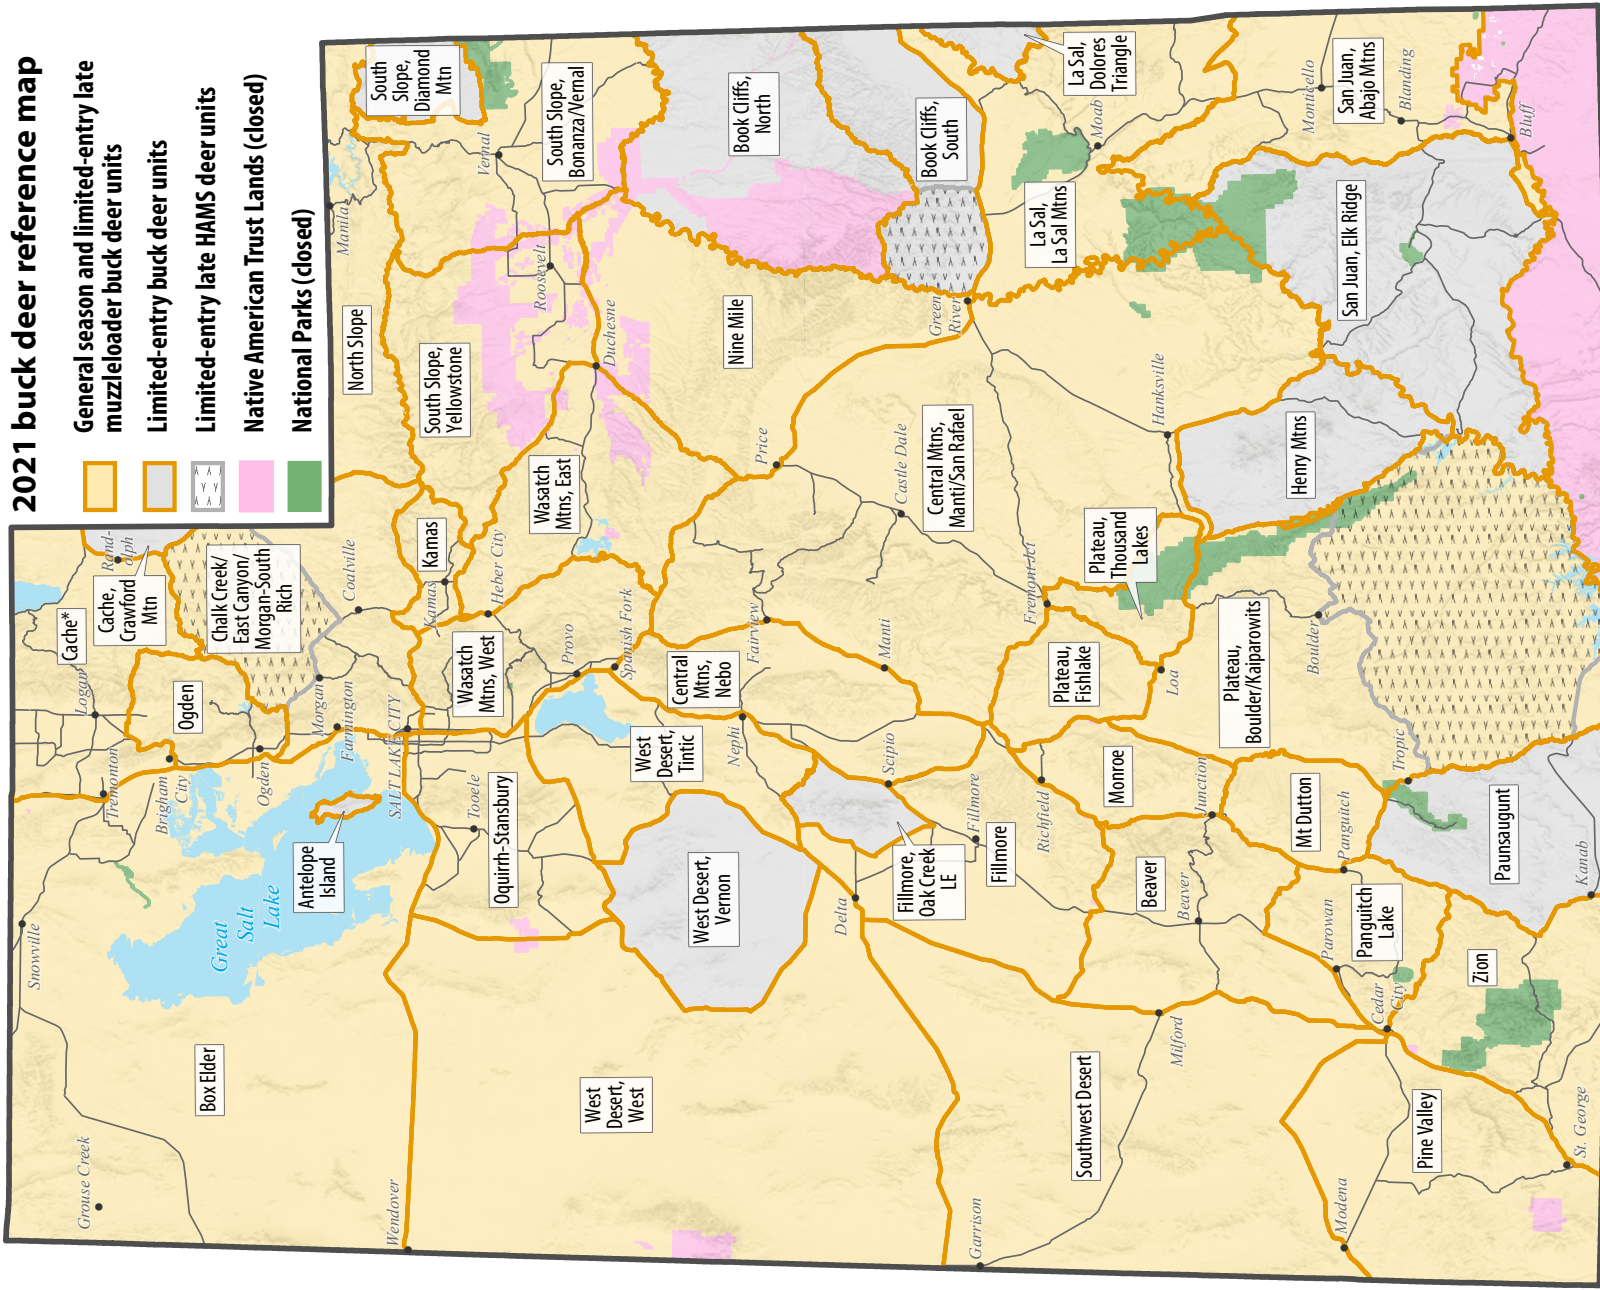 2021 buck deer reference map
General season and limited-entry late
muzzleloader buck deer units
Limited-entry buck deer units
Limited-entry late HAMS deer units
Native American Trust Lands (closed)
National Parks (closed)
Snowville
Grouse Creek
Box Elder
Great
Salt
Lake
Tremonton
Brigham
City
Logan
Cache*
Rand-
olph
Cache,
Crawford
Mtn
Chalk Creek/
East Canyon/
Morgan-South
Rich
Ogden
Ogden
Morgan
Farmington
Coalville
Antelope
Island
SALT LAKE CITY
Wendover
Manila
North Slope
South
Slope,
Diamond
Mtn
Vernal
South Slope,
Bonanza/Vernal
South Slope,
Yellowstone
Roosevelt
Duchesne
Kamas
Kamas
Heber City
Wasatch
Mtns, West
Wasatch
Mtns, East
Tooele
Oquirrh-Stansbury
Provo
Spanish Fork
West
Desert,
Tintic
Central
Mtns,
Nebo
Nephi
Fairview
West
Desert,
West
West Desert,
Vernon
Nine Mile
Price
Book Cliffs,
North
Book Cliffs,
South
Green
River
Castle Dale
Central Mtns,
Manti/San Rafael
Manti
Scipio
Delta
Fillmore,
Oak Creek
LE
Fillmore
Fillmore
Garrison
Southwest Desert
Milford
Richfield
Monroe
Fremont Jct
Plateau,
Fishlake
Plateau,
Thousand
Lakes
Loa
La Sal,
La Sal Mtns
La Sal,
Dolores
Triangle
Moab
Hanksville
Henry Mtns
Beaver
Beaver
Junction
Plateau,
Boulder/Kaiparowits
Boulder
Mt Dutton
Panguitch
Panguitch
Lake
Parowan
Cedar
City
Tropic
Paunsaugunt
Kanab
Zion
Modena
Pine Valley
St. George
Monticello
San Juan,
Abajo Mtns
Blanding
San Juan, Elk Ridge
Bluff